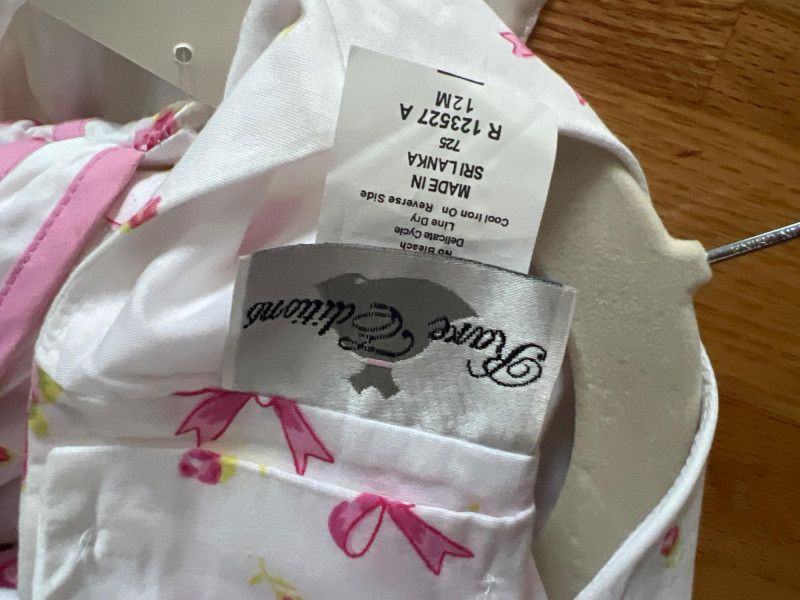 Rare Editions
No Bleach
Delicate Cycle
Line Dry
Cool Iron On Reverse Side
MADE IN
SRI LANKA
725
R 123527 A
12M